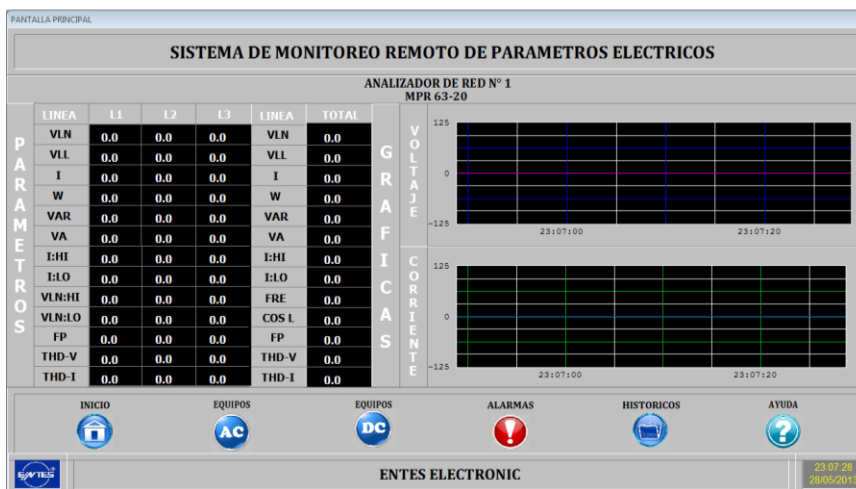 PANTALLA PRINCIPAL
SISTEMA DE MONITOREO REMOTO DE PARAMETROS ELECTRICOS
ANALIZADOR DE RED N° 1
MPR 63-20
PARAMETROS
LINEA L1 L2 L3 LINEA TOTAL
VLN 0.0 0.0 0.0 VLN 0.0
VLL 0.0 0.0 0.0 VLL 0.0
I 0.0 0.0 0.0 I 0.0
W 0.0 0.0 0.0 W 0.0
VAR 0.0 0.0 0.0 VAR 0.0
VA 0.0 0.0 0.0 VA 0.0
I:HI 0.0 0.0 0.0 I:HI 0.0
I:LO 0.0 0.0 0.0 I:LO 0.0
VLN:HI 0.0 0.0 0.0 FRE 0.0
VLN:LO 0.0 0.0 0.0 COS L 0.0
FP 0.0 0.0 0.0 FP 0.0
THD-V 0.0 0.0 0.0 THD-V 0.0
THD-I 0.0 0.0 0.0 THD-I 0.0
GRAFICAS
VOLTAJE
125
0
-125
23:07:00 23:07:20
CORRIENTE
125
0
-125
23:07:00 23:07:20
INICIO EQUIPOS EQUIPOS ALARMAS HISTORICOS AYUDA
AC DC
ENTES
ENTES ELECTRONIC
23:07:28
28/05/2013